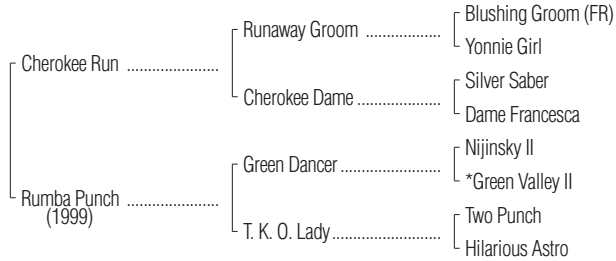 Blushing Groom (FR)
Runaway Groom ....................
Yonnie Girl
Cherokee Run ......................
Silver Saber
Cherokee Dame ....................
Dame Francesca
Nijinsky II
Green Dancer ......................
*Green Valley II
Rumba Punch ......................
(1999)
Two Punch
T. K. O. Lady ........................
Hilarious Astro